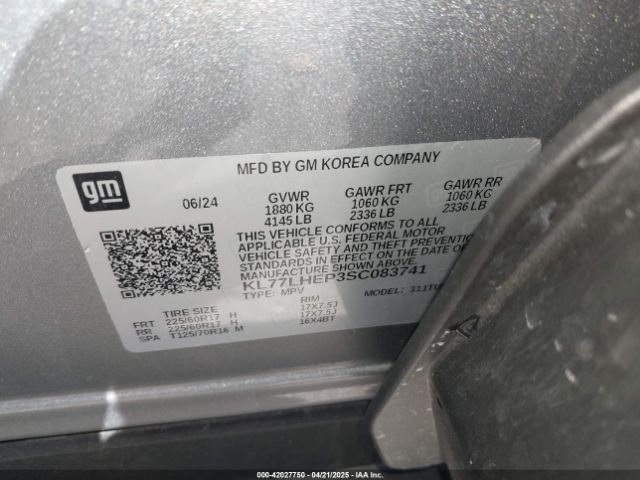 gm
MFD BY GM KOREA COMPANY
06/24
GVWR
1880 KG
4145 LB
GAWR FRT
1060 KG
2336 LB
GAWR RR
1060 KG
2336 LB
THIS VEHICLE CONFORMS TO ALL
APPLICABLE U.S. FEDERAL MOTOR
VEHICLE SAFETY AND THEFT PREVENTION
STANDARDS IN EFFECT ON THE DATE OF
MANUFACTURE SHOWN ABOVE.
KL77LHEP3SC083741
TYPE: MPV MODEL:
TIRE SIZE RIM
FRT 225/60R17 H 17X7.5J
RR 225/60R17 H 17X7.5J
SPA T125/70R16 M 16X4BT
000-42027750 - 04/21/2025 - IAAI.COM